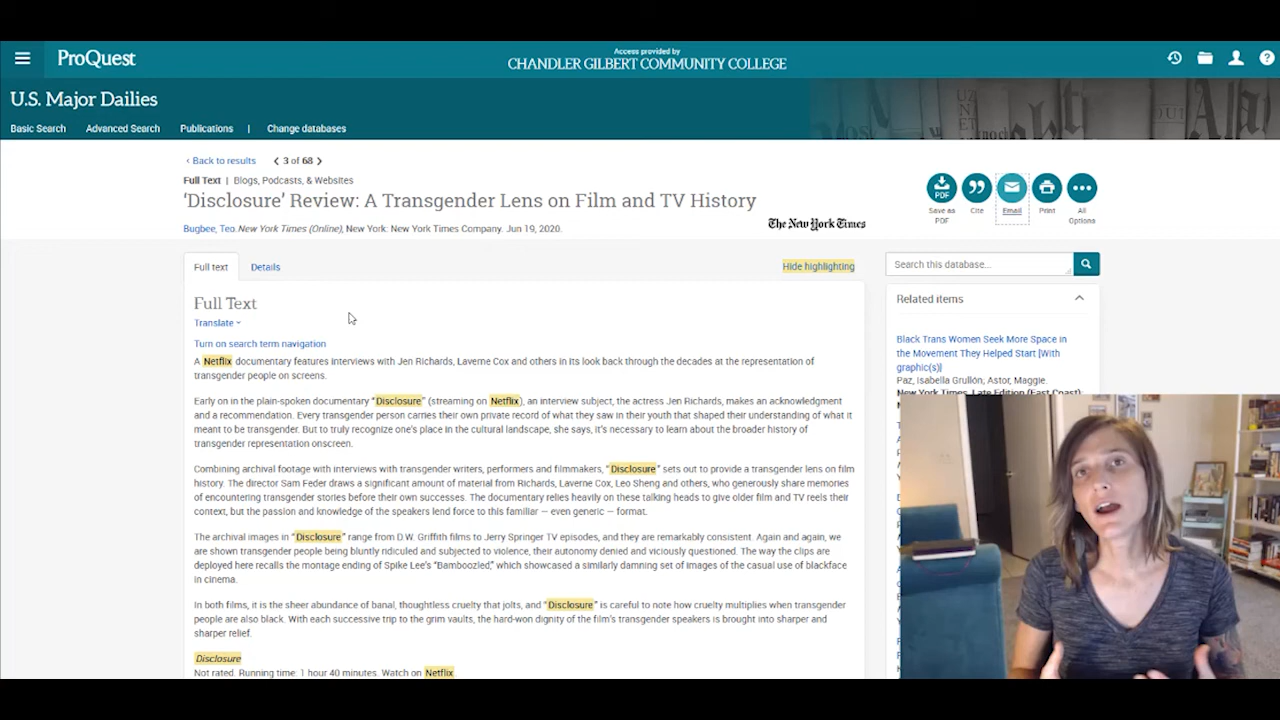 ProQuest
Access provided by
CHANDLER GILBERT COMMUNITY COLLEGE
U.S. Major Dailies
Basic Search Advanced Search Publications | Change databases
‹ Back to results 3 of 68
Full Text | Blogs, Podcasts, & Websites
‘Disclosure’ Review: A Transgender Lens on Film and TV History
The New York Times
Bugbee, Teo. New York Times (Online), New York: New York Times Company. Jun 19, 2020.
PDF
Save as PDF
Cite
Email
Print
All Options
Full text Details Hide highlighting
Full Text
Translate
Turn on search term navigation
A Netflix documentary features interviews with Jen Richards, Laverne Cox and others in its look back through the decades at the representation of
transgender people on screens.
Early on in the plain-spoken documentary “Disclosure” (streaming on Netflix), an interview subject, the actress Jen Richards, makes an acknowledgment
and a recommendation. Every transgender person carries their own private record of what they saw in their youth that shaped their understanding of what it
meant to be transgender. But to truly recognize one’s place in the cultural landscape, she says, it’s necessary to learn about the broader history of
transgender representation onscreen.
Combining archival footage with interviews with transgender writers, performers and filmmakers, “Disclosure” sets out to provide a transgender lens on film
history. The director Sam Feder draws a significant amount of material from Richards, Laverne Cox, Leo Sheng and others, who generously share memories
of encountering transgender stories before their own successes. The documentary relies heavily on these talking heads to give older film and TV reels their
context, but the passion and knowledge of the speakers lend force to this familiar — even generic — format.
The archival images in “Disclosure” range from D.W. Griffith films to Jerry Springer TV episodes, and they are remarkably consistent. Again and again, we
are shown transgender people being bluntly ridiculed and subjected to violence, their autonomy denied and viciously questioned. The way the clips are
deployed here recalls the montage ending of Spike Lee’s “Bamboozled,” which showcased a similarly damning set of images of the casual use of blackface
in cinema.
In both films, it is the sheer abundance of banal, thoughtless cruelty that jolts, and “Disclosure” is careful to note how cruelty multiplies when transgender
people are also black. With each successive trip to the grim vaults, the hard-won dignity of the film’s transgender speakers is brought into sharper and
sharper relief.
Disclosure
Not rated. Running time: 1 hour 40 minutes. Watch on Netflix.
Search this database...
Related items
Black Trans Women Seek More Space in
the Movement They Helped Start [With
graphic(s)]
Paz, Isabella Grullón, Astor, Maggie.
New York Times, Late Edition (East Coast);